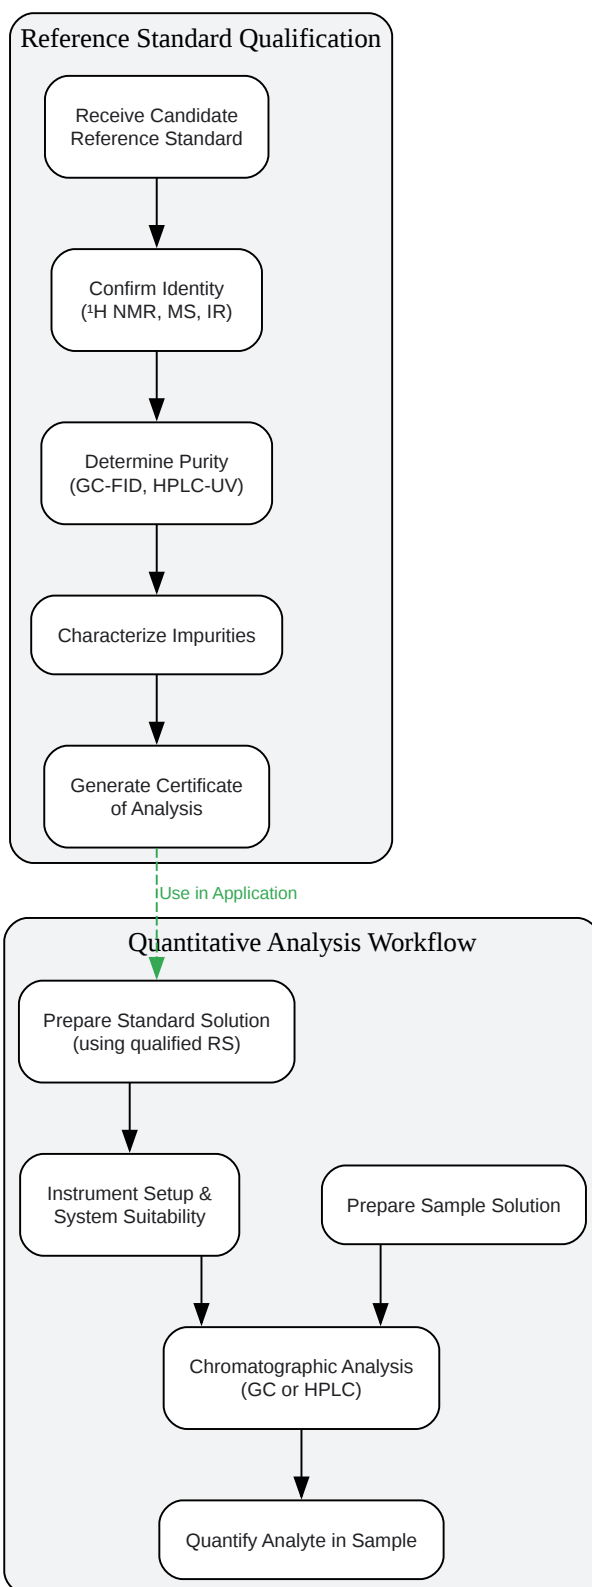 Reference Standard Qualification
Receive Candidate
Reference Standard
Confirm Identity
(¹H NMR, MS, IR)
Determine Purity
(GC-FID, HPLC-UV)
Characterize Impurities
Generate Certificate
of Analysis
Use in Application
Quantitative Analysis Workflow
Prepare Standard Solution
(using qualified RS)
Instrument Setup &
System Suitability
Prepare Sample Solution
Chromatographic Analysis
(GC or HPLC)
Quantify Analyte in Sample